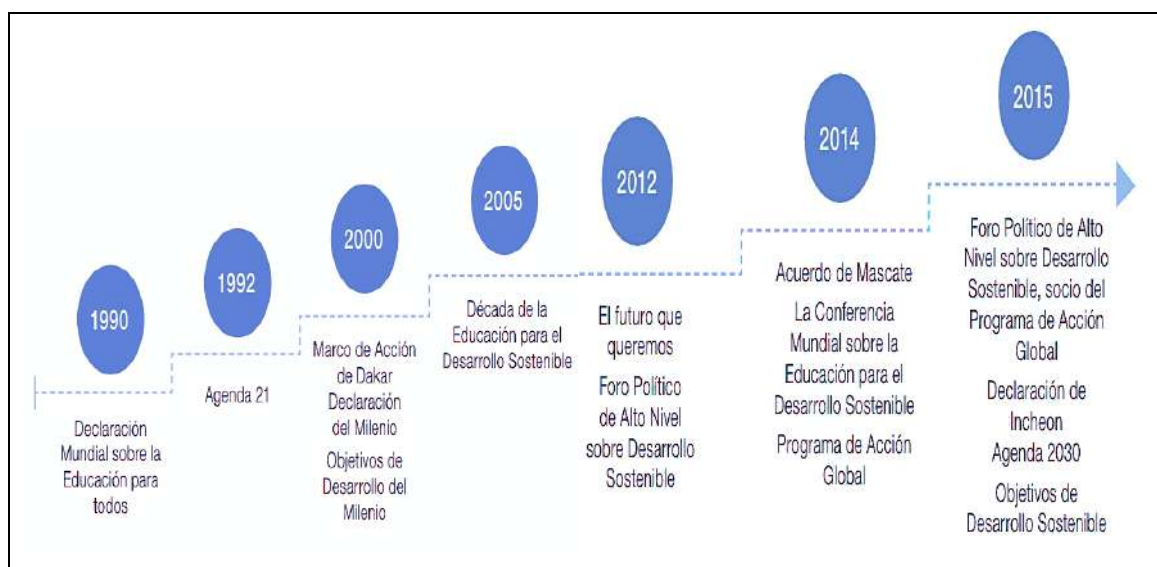 1990
Declaración
Mundial sobre la
Educación para
todos
1992
Agenda 21
2000
Marco de Acción
de Dakar
Declaración
del Milenio
Objetivos de
Desarrollo del
Milenio
2005
Década de la
Educación para el
Desarrollo Sostenible
2012
El futuro que
queremos
Foro Político
de Alto Nivel
sobre Desarrollo
Sostenible
2014
Acuerdo de Mascate
La Conferencia
Mundial sobre la
Educación para el
Desarrollo Sostenible
Programa de Acción
Global
2015
Foro Político de Alto
Nivel sobre Desarrollo
Sostenible, socio del
Programa de Acción
Global
Declaración de
Incheon
Agenda 2030
Objetivos de
Desarrollo Sostenible